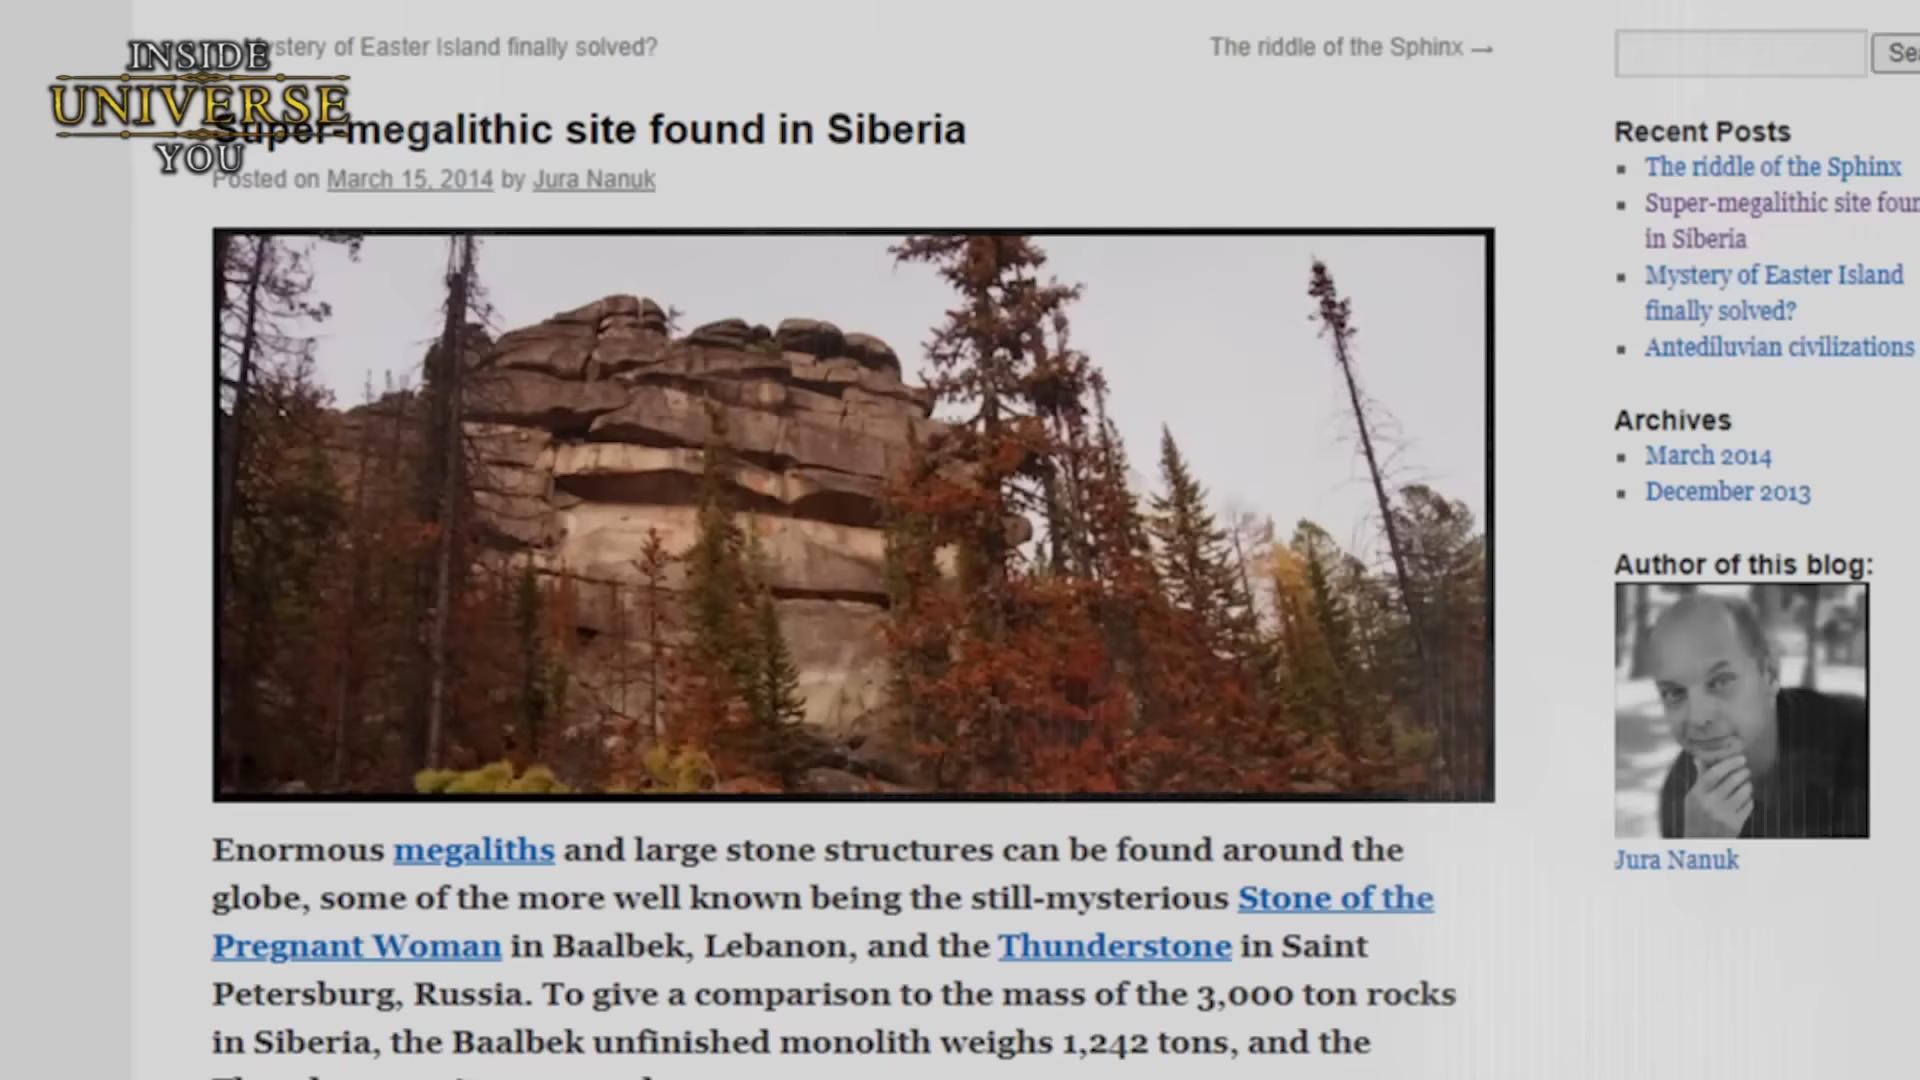 INSIDE
UNIVERSE
YOU
Mystery of Easter Island finally solved?
The riddle of the Sphinx →
Super-megalithic site found in Siberia
Posted on March 15, 2014 by Jura Nanuk
Enormous megaliths and large stone structures can be found around the
globe, some of the more well known being the still-mysterious Stone of the
Pregnant Woman in Baalbek, Lebanon, and the Thunderstone in Saint
Petersburg, Russia. To give a comparison to the mass of the 3,000 ton rocks
in Siberia, the Baalbek unfinished monolith weighs 1,242 tons, and the
Sea
Recent Posts
The riddle of the Sphinx
Super-megalithic site foun
in Siberia
Mystery of Easter Island
finally solved?
Antediluvian civilizations
Archives
March 2014
December 2013
Author of this blog:
Jura Nanuk